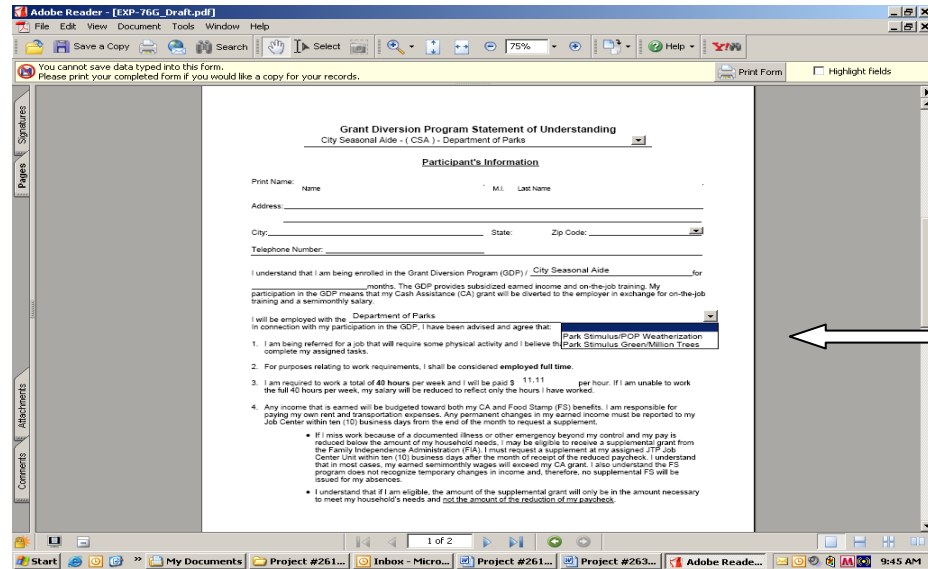 Adobe Reader - [EXP-76G_Draft.pdf]
File Edit View Document Tools Window Help
Save a Copy Search Select 75% Help Y!
You cannot save data typed into this form.
Please print your completed form if you would like a copy for your records.
Print Form Highlight fields
Signatures
Pages
Attachments
Comments
Grant Diversion Program Statement of Understanding
City Seasonal Aide - ( CSA ) - Department of Parks
Participant's Information
Print Name:
Name M.I. Last Name
Address:
City: State: Zip Code:
Telephone Number:
I understand that I am being enrolled in the Grant Diversion Program (GDP) / City Seasonal Aide for
months. The GDP provides subsidized earned income and on-the-job training. My
participation in the GDP means that my Cash Assistance (CA) grant will be diverted to the employer in exchange for on-the-job
training and a semimonthly salary.
I will be employed with the Department of Parks
In connection with my participation in the GDP, I have been advised and agree that:
Park Stimulus/POP Weatherization
1. I am being referred for a job that will require some physical activity and I believe th Park Stimulus Green/Million Trees
complete my assigned tasks.
2. For purposes relating to work requirements, I shall be considered employed full time.
3. I am required to work a total of 40 hours per week and I will be paid $ 11.11 per hour. If I am unable to work
the full 40 hours per week, my salary will be reduced to reflect only the hours I have worked.
4. Any income that is earned will be budgeted toward both my CA and Food Stamp (FS) benefits. I am responsible for
paying my own rent and transportation expenses. Any permanent changes in my earned income must be reported to my
Job Center within ten (10) business days from the end of the month to request a supplement.
• If I miss work because of a documented illness or other emergency beyond my control and my pay is
reduced below the amount of my household needs, I may be eligible to receive a supplemental grant from
the Family Independence Administration (FIA). I must request a supplement at my assigned JTP Job
Center Unit within ten (10) business days after the month of receipt of the reduced paycheck. I understand
that in most cases, my earned semimonthly wages will exceed my CA grant. I also understand the FS
program does not recognize temporary changes in income and, therefore, no supplemental FS will be
issued for my absences.
• I understand that if I am eligible, the amount of the supplemental grant will only be in the amount necessary
to meet my household's needs and not the amount of the reduction of my paycheck.
1 of 2
Start My Documents Project #261... Inbox - Micro... Project #261... Project #263... Adobe Reade... 9:45 AM